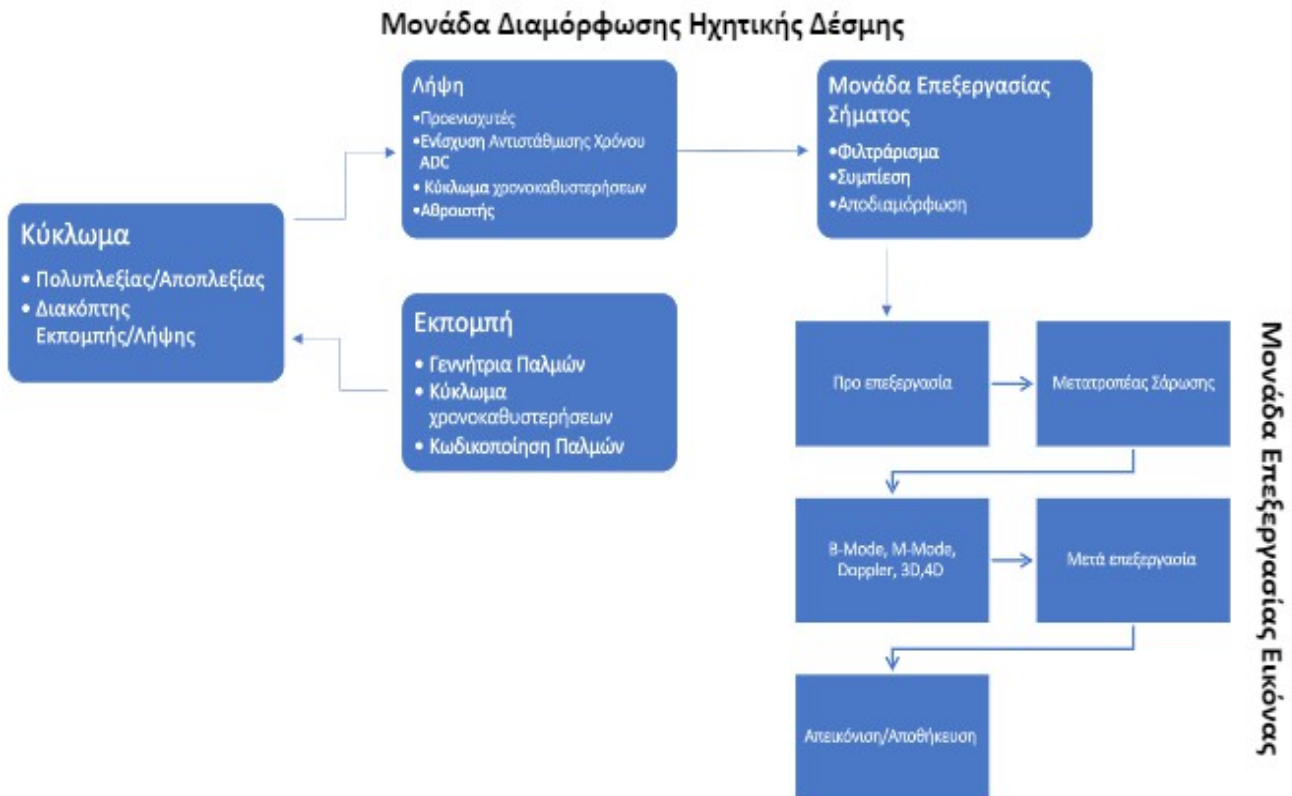 Μονάδα Διαμόρφωσης Ηχητικής Δέσμης
Κύκλωμα
• Πολυπλεξίας/Αποπλεξίας
• Διακόπτης
Εκπομπής/Λήψης
Λήψη
•Προενισχυτές
•Ενίσχυση Αντιστάθμισης Χρόνου
ADC
• Κύκλωμα χρονοκαθυστερήσεων
•Αθροιστής
Εκπομπή
• Γεννήτρια Παλμών
• Κύκλωμα
χρονοκαθυστερήσεων
• Κωδικοποίηση Παλμών
Μονάδα Επεξεργασίας
Σήματος
•Φιλτράρισμα
•Συμπίεση
•Αποδιαμόρφωση
Προ επεξεργασία
Μετατροπέας Σάρωσης
B-Mode, M-Mode,
Doppler, 3D,4D
Μετά επεξεργασία
Απεικόνιση/Αποθήκευση
Μονάδα Επεξεργασίας Εικόνας